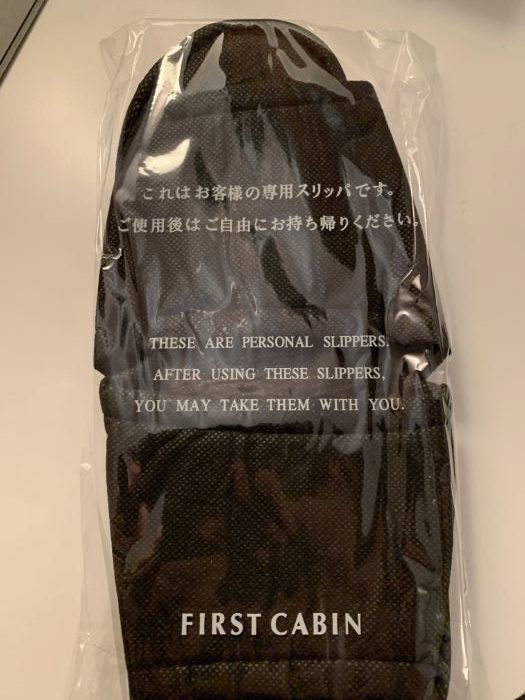 これはお客様の専用スリッパです。
ご使用後はご自由にお持ち帰りください。
THESE ARE PERSONAL SLIPPERS.
AFTER USING THESE SLIPPERS,
YOU MAY TAKE THEM WITH YOU.
FIRST CABIN